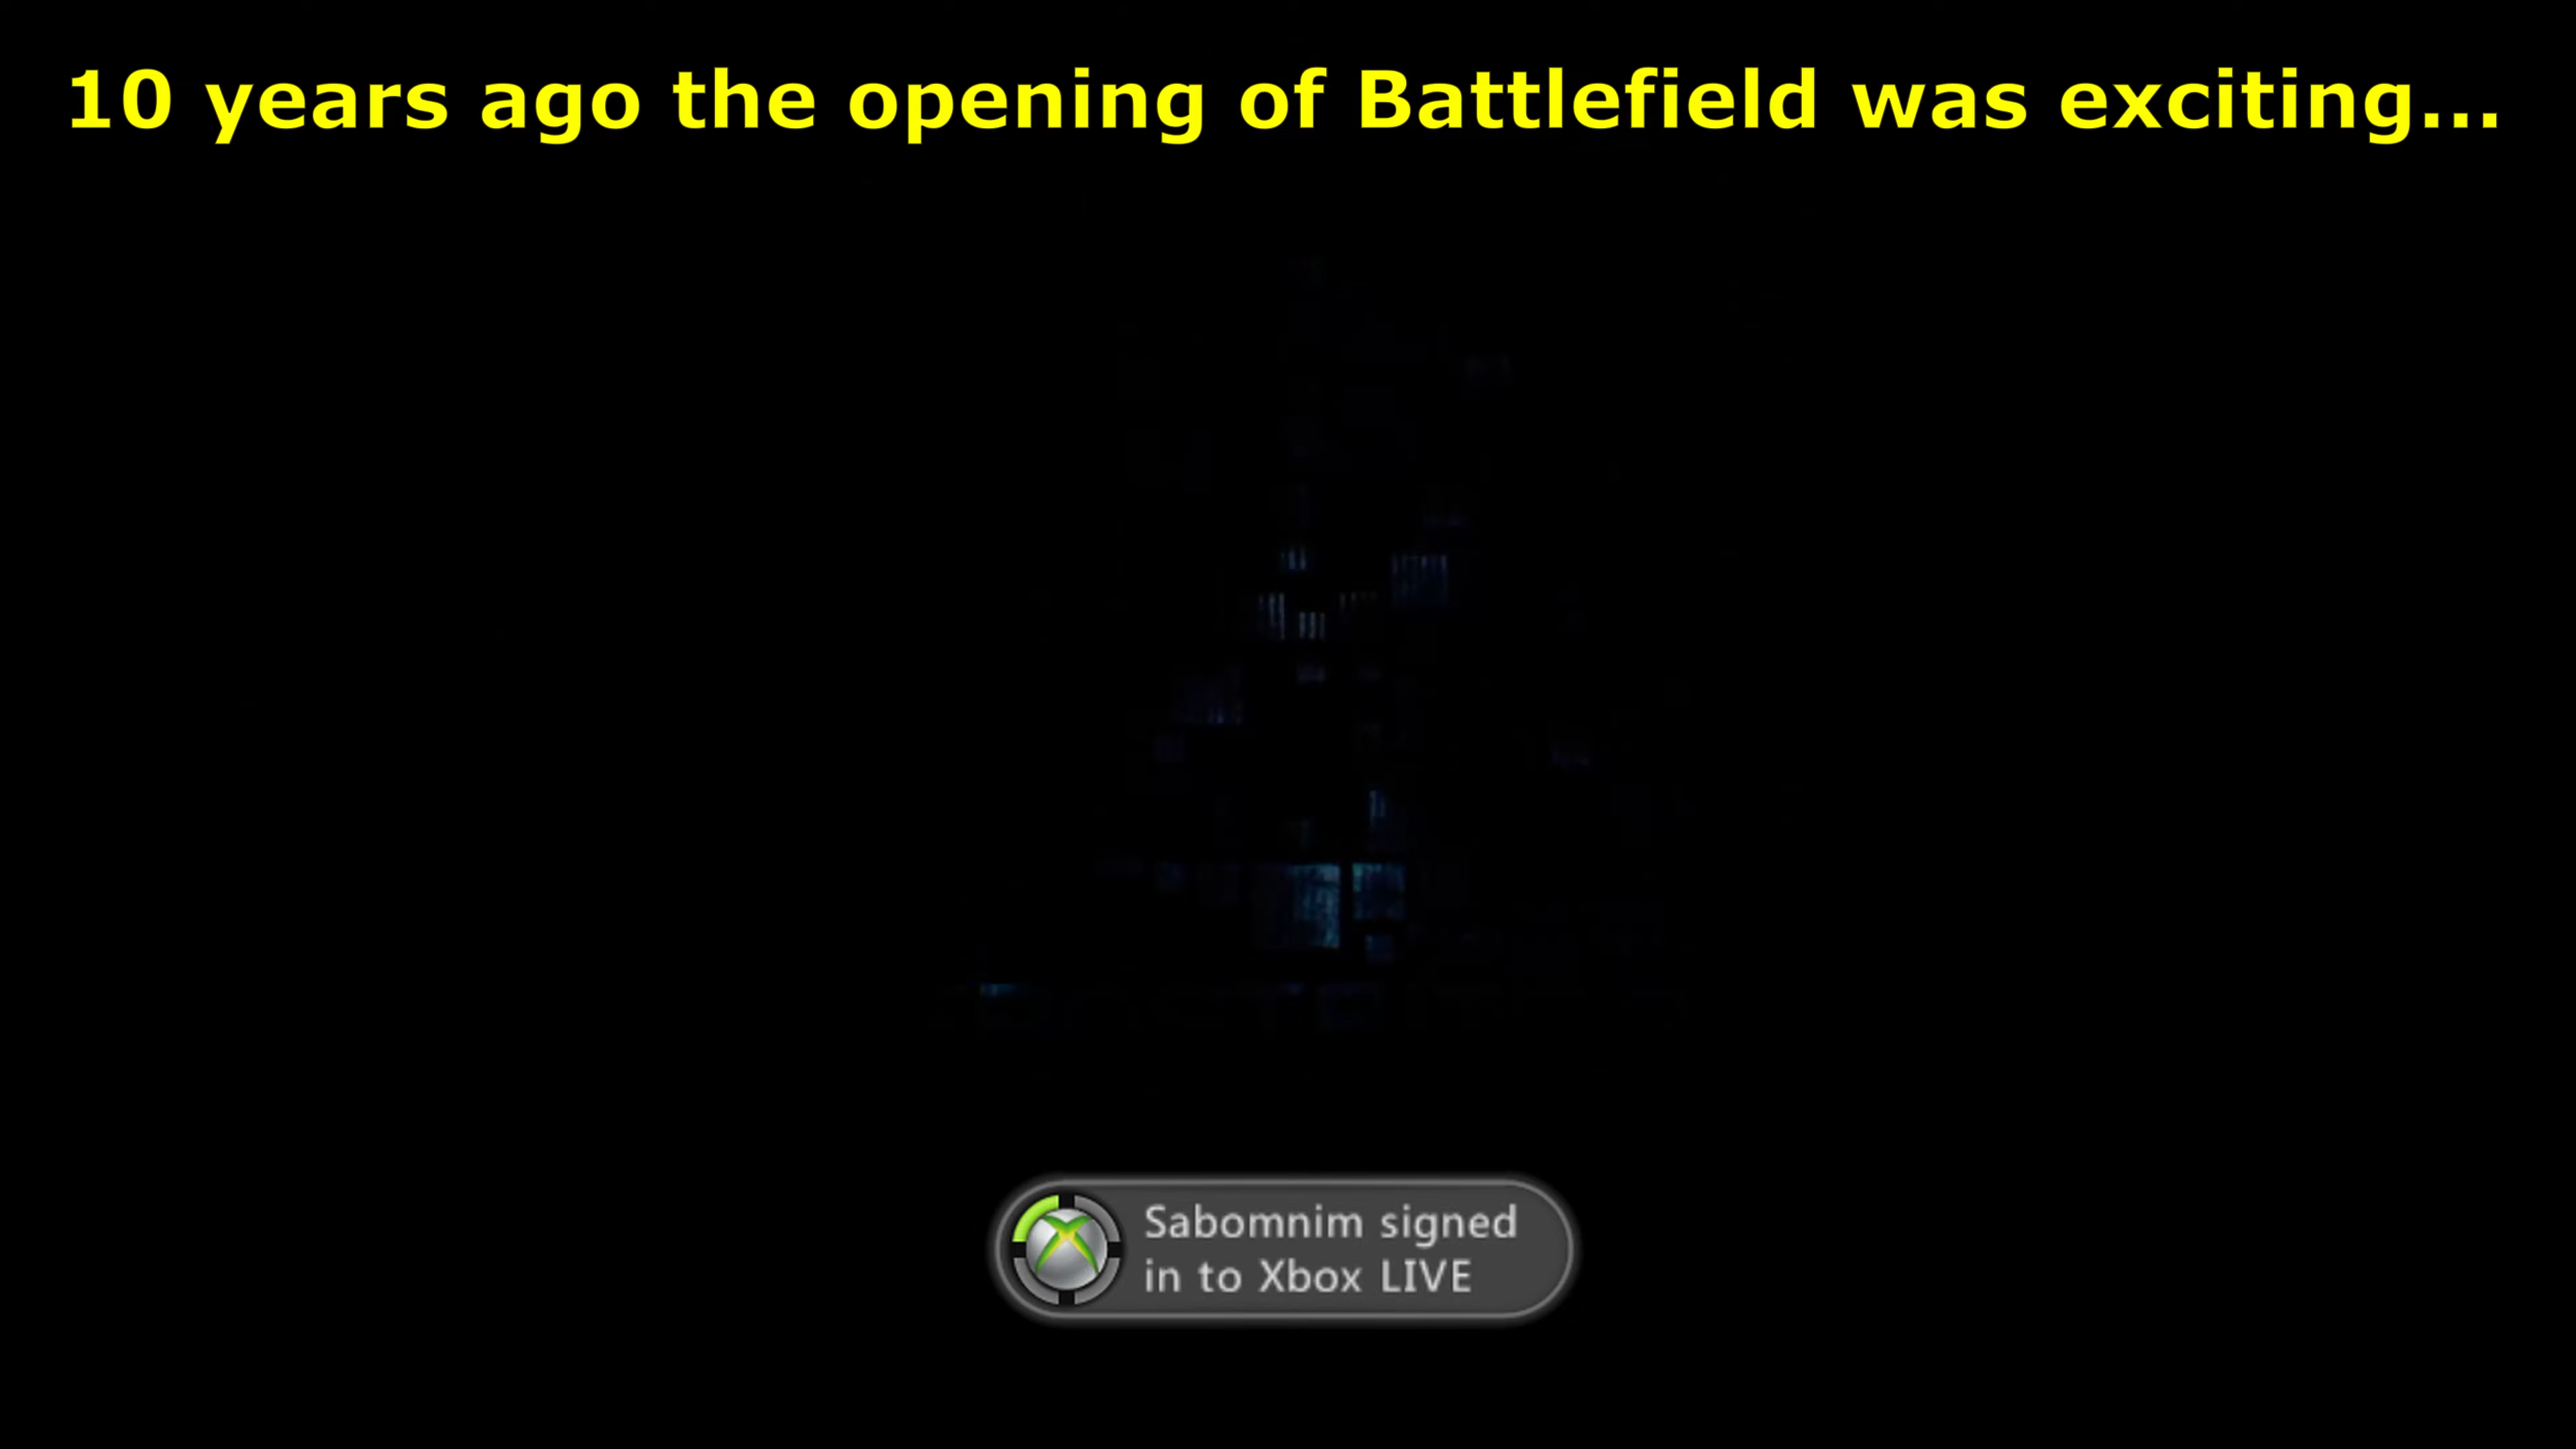 10 years ago the opening of Battlefield was exciting...
Sabomnim signed
in to Xbox LIVE